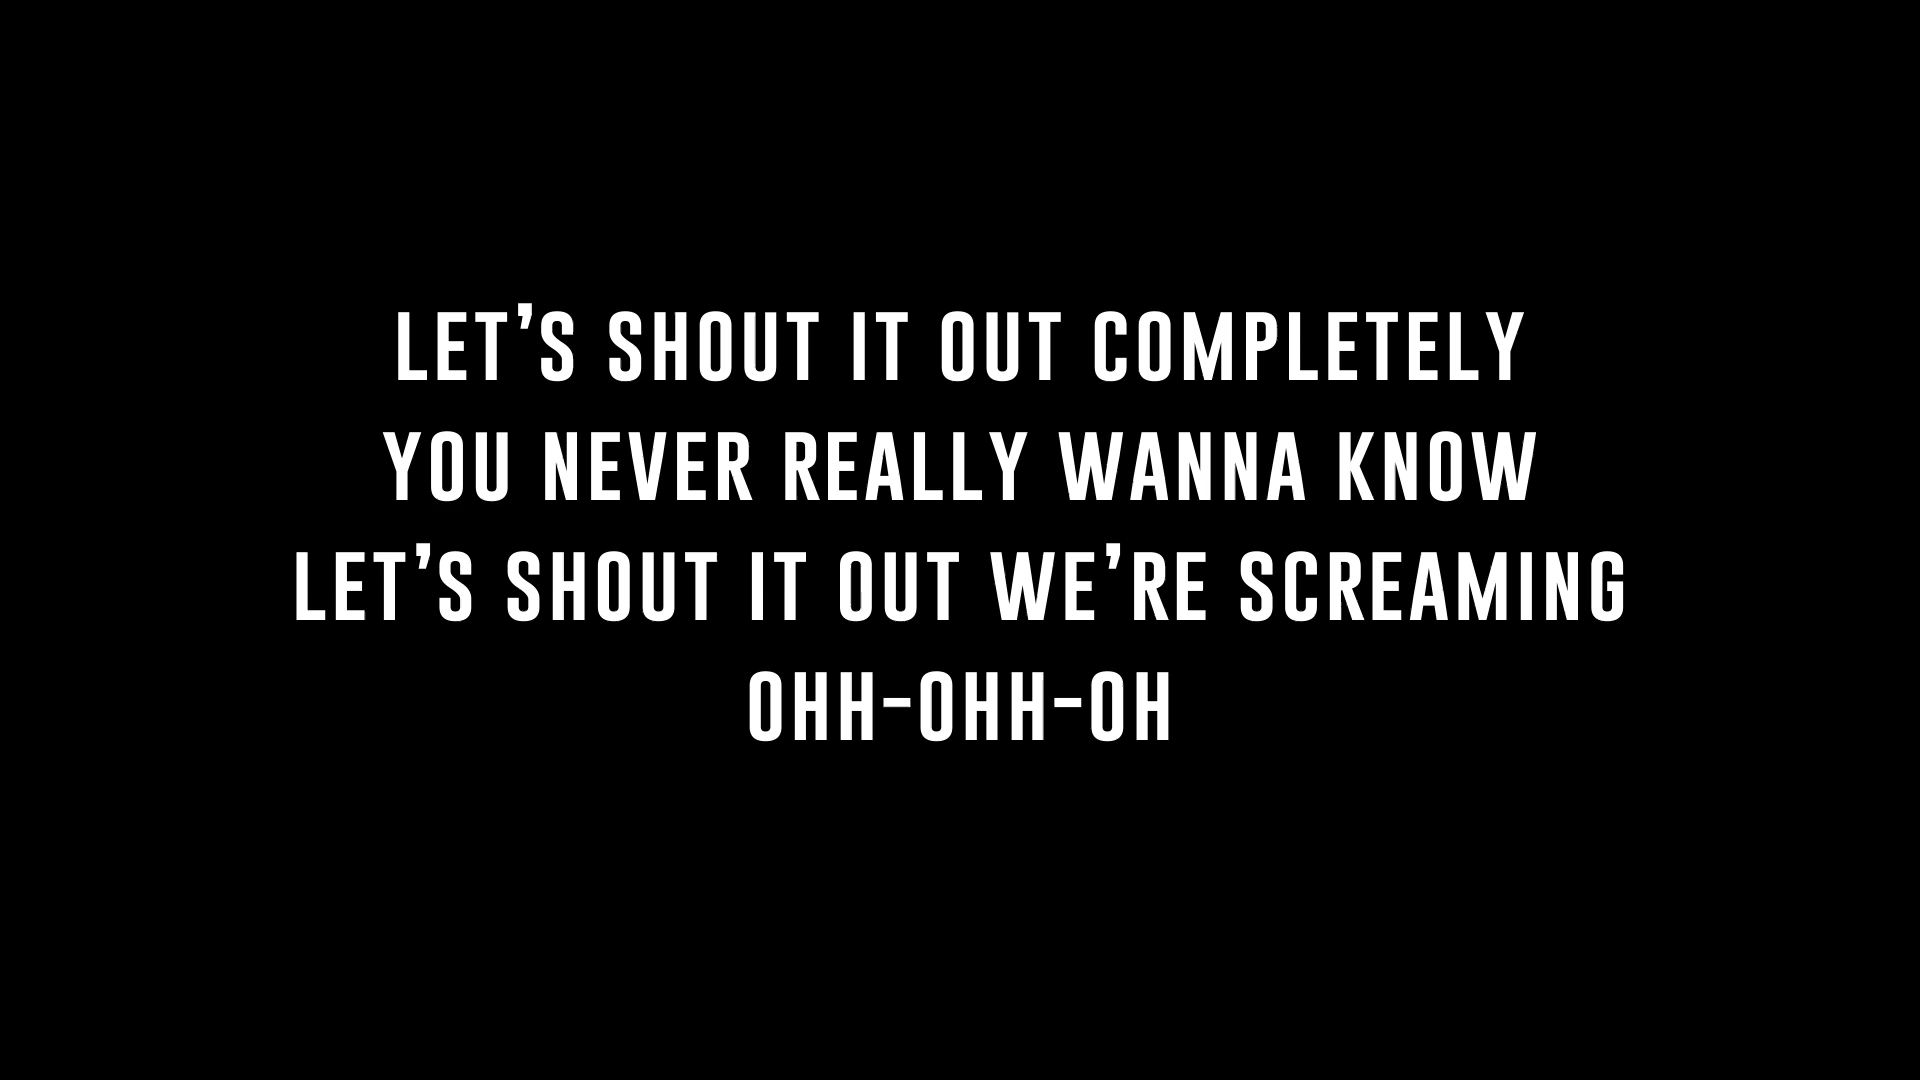 LET’S SHOUT IT OUT COMPLETELY
YOU NEVER REALLY WANNA KNOW
LET’S SHOUT IT OUT WE’RE SCREAMING
OHH-OHH-OH